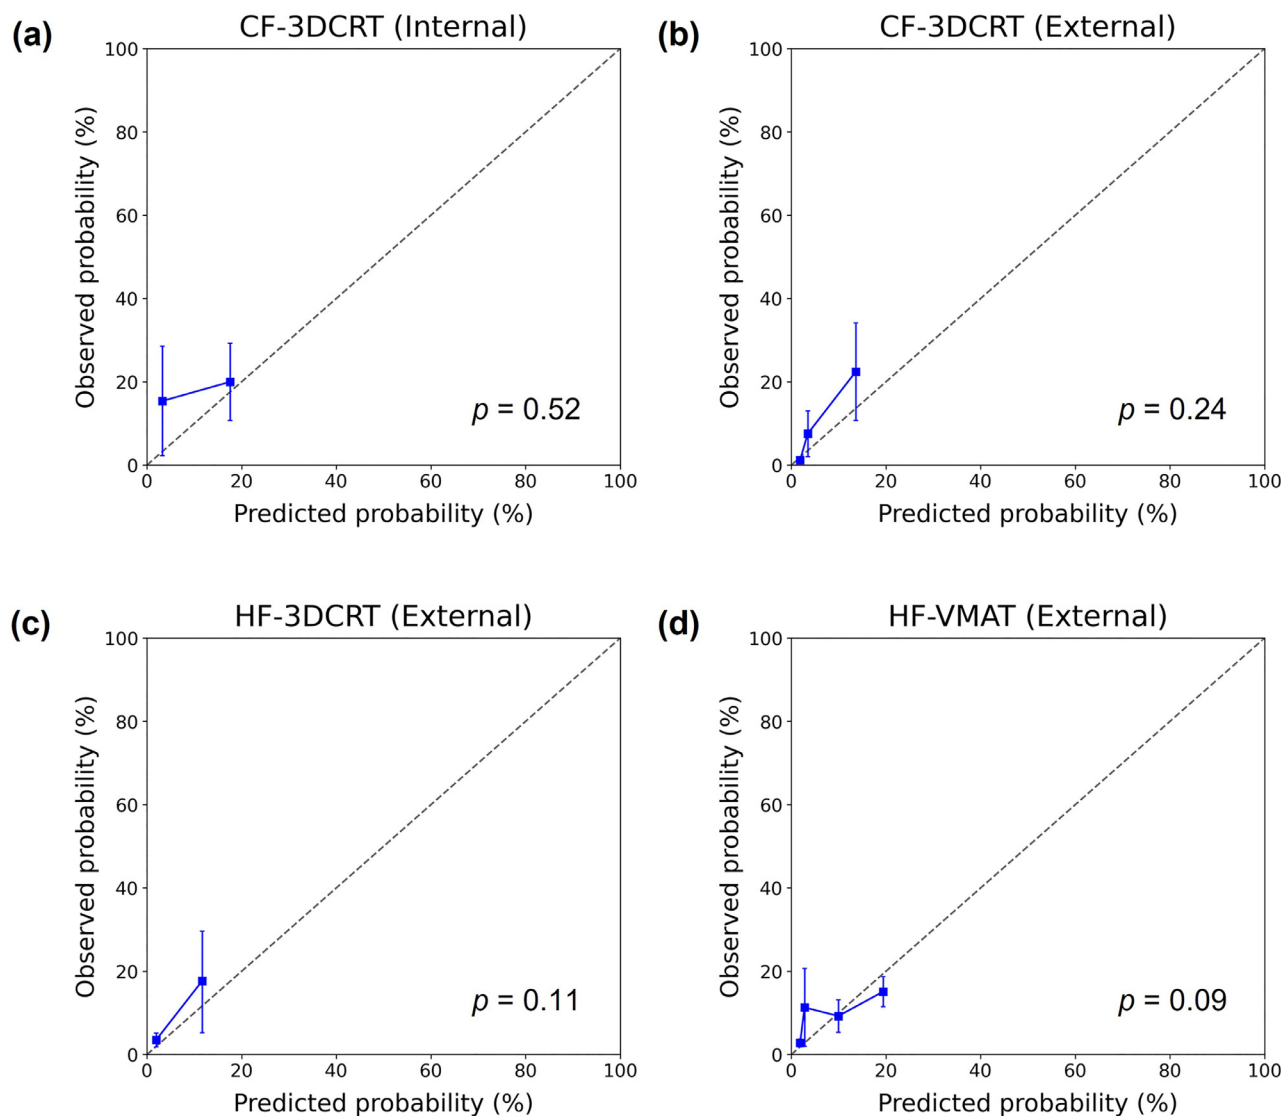 (a)
CF-3DCRT (Internal)
100
80
60
40
20
0
Observed probability (%)
p = 0.52
0 20 40 60 80 100
Predicted probability (%)
(b)
CF-3DCRT (External)
100
80
60
40
20
0
Observed probability (%)
p = 0.24
0 20 40 60 80 100
Predicted probability (%)
(c)
HF-3DCRT (External)
100
80
60
40
20
0
Observed probability (%)
p = 0.11
0 20 40 60 80 100
Predicted probability (%)
(d)
HF-VMAT (External)
100
80
60
40
20
0
Observed probability (%)
p = 0.09
0 20 40 60 80 100
Predicted probability (%)